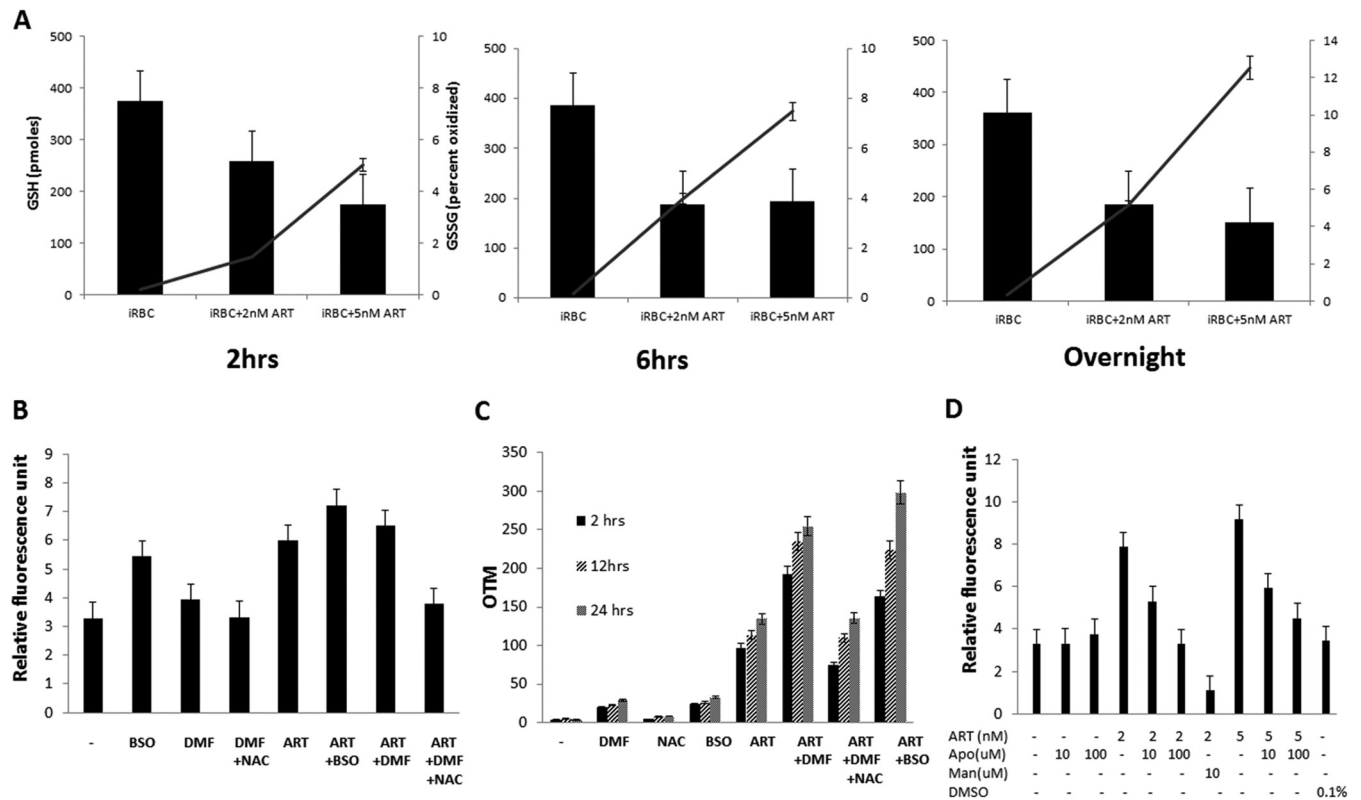 A
GSH (pmoles)
500
400
300
200
100
0
10
8
6
4
2
0
GSSG (percent oxidized)
iRBC iRBC+2nM ART iRBC+5nM ART
2hrs
500
400
300
200
100
0
10
8
6
4
2
0
iRBC iRBC+2nM ART iRBC+5nM ART
6hrs
500
400
300
200
100
0
14
12
10
8
6
4
2
0
iRBC iRBC+2nM ART iRBC+5nM ART
Overnight
B
Relative fluorescence unit
9
8
7
6
5
4
3
2
1
0
- BSO DMF DMF +NAC ART ART +BSO ART +DMF ART +DMF +NAC
C
OTM
350
300
250
200
150
100
50
0
2 hrs
12hrs
24 hrs
- DMF NAC BSO ART ART +DMF ART +DMF +NAC ART +BSO
D
Relative fluorescence unit
12
10
8
6
4
2
0
ART (nM) - - - 2 2 2 2 5 5 5 -
Apo(uM) - 10 100 - 10 100 - - 10 100 -
Man(uM) - - - - - - 10 - - - -
DMSO - - - - - - - - - - 0.1%